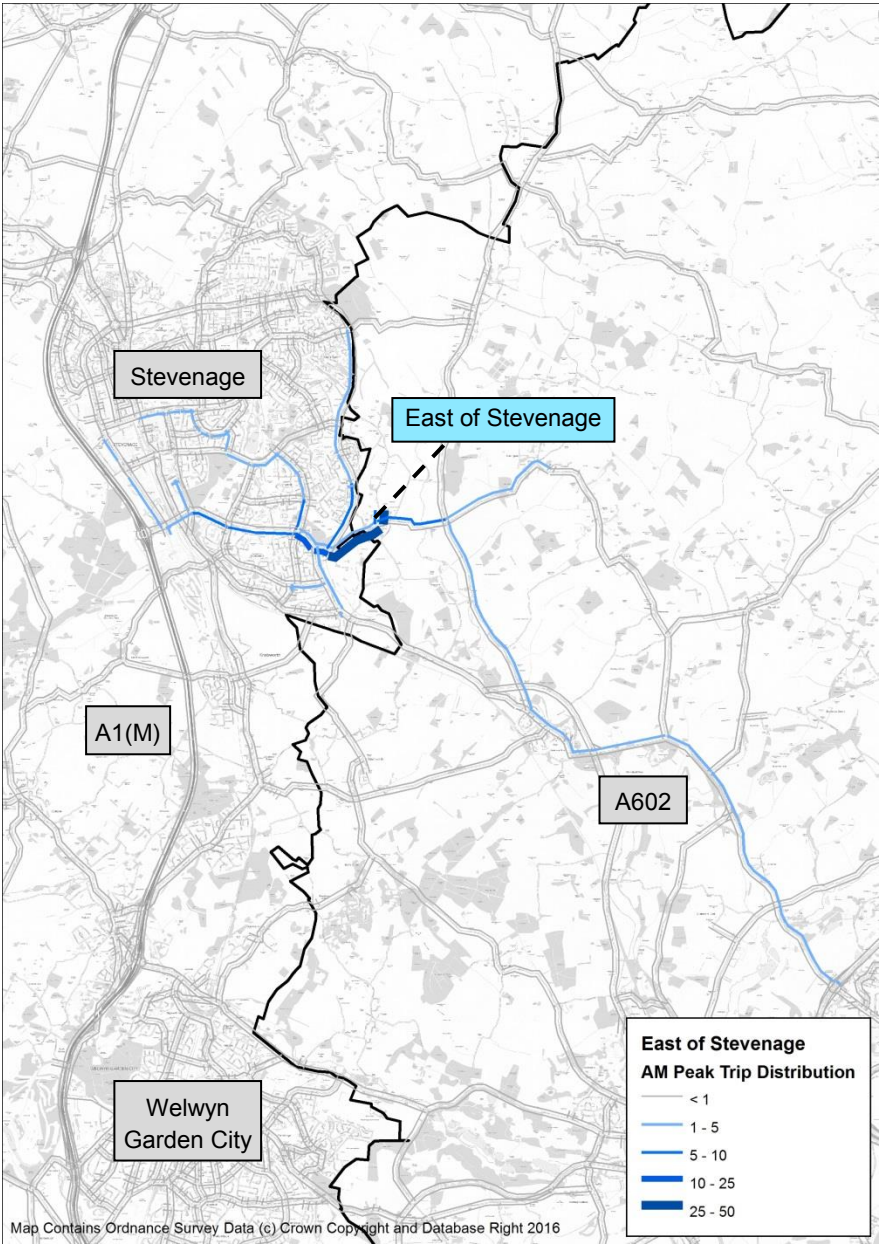 Stevenage
East of Stevenage
A1(M)
A602
Welwyn
Garden City
East of Stevenage
AM Peak Trip Distribution
< 1
1 - 5
5 - 10
10 - 25
25 - 50
Map Contains Ordnance Survey Data (c) Crown Copyright and Database Right 2016